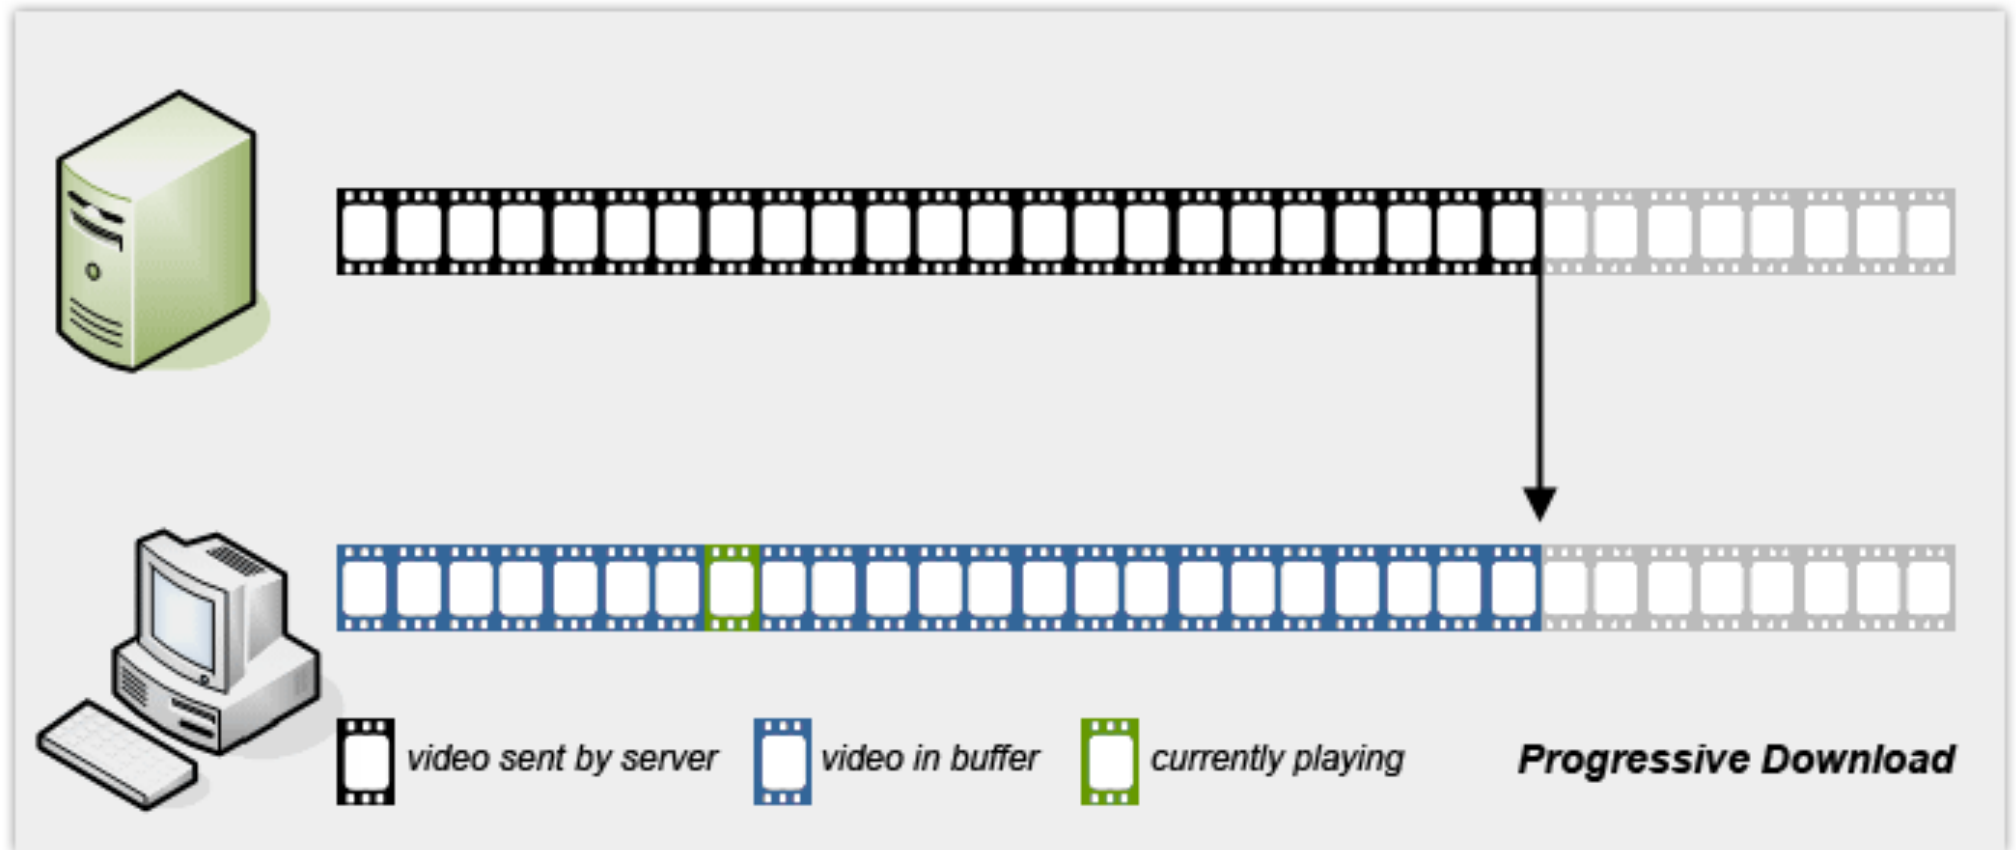 video sent by server
video in buffer
currently playing
Progressive Download